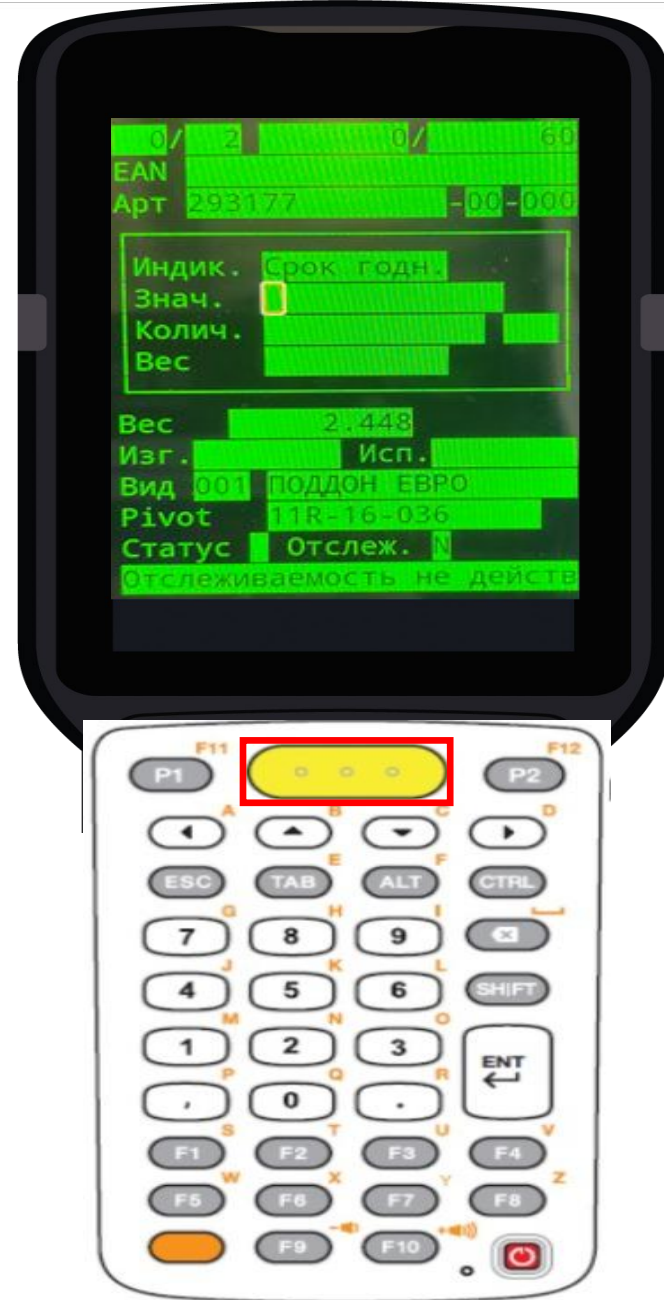 0/ 2 0/ 60
EAN
Арт 293177 -00-000
Индик. Срок годн.
Знач.
Колич.
Вес
Вес 2.448
Изг. Исп.
Вид 001 ПОДДОН ЕВРО
Pivot 11R-16-036
Статус Отслеж. N
Отслеживаемость не действ
F11 F12
P1 P2
A B C D
E F
ESC TAB ALT CTRL
G H I
7 8 9
J K L
4 5 6 SHIFT
M N O
1 2 3 ENT
P Q R
, 0 .
S T U V
F1 F2 F3 F4
W X Y Z
F5 F6 F7 F8
F9 F10